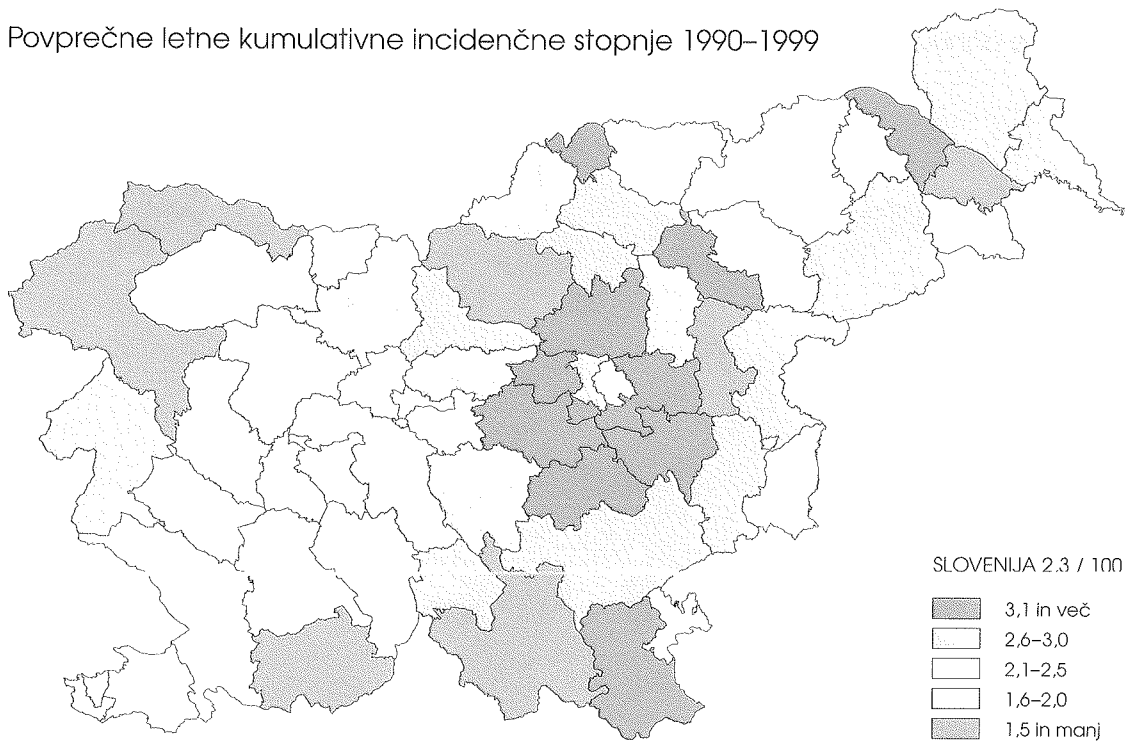 Povprečne letne kumulativne incidenčne stopnje 1990–1999
SLOVENIJA 2.3 / 100
3,1 in več
2,6–3,0
2,1–2,5
1,6–2,0
1,5 in manj